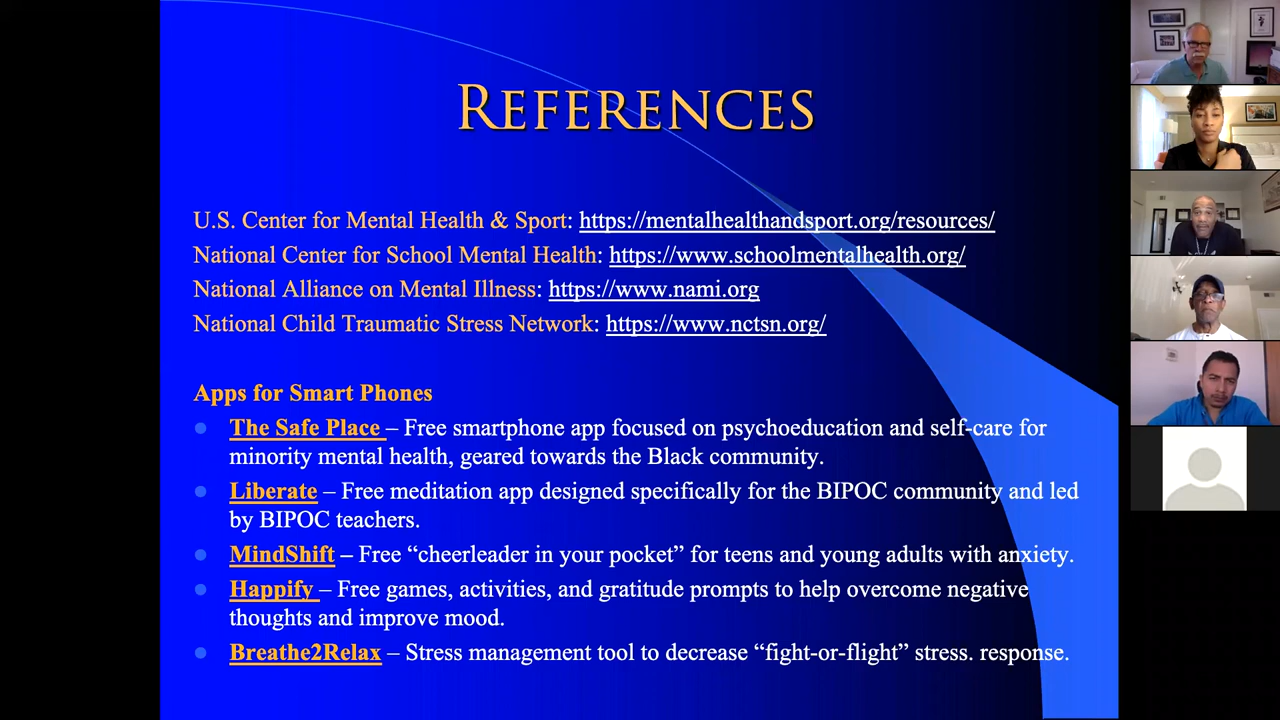 REFERENCES
U.S. Center for Mental Health & Sport: https://mentalhealthandsport.org/resources/
National Center for School Mental Health: https://www.schoolmentalhealth.org/
National Alliance on Mental Illness: https://www.nami.org
National Child Traumatic Stress Network: https://www.nctsn.org/
Apps for Smart Phones
The Safe Place – Free smartphone app focused on psychoeducation and self-care for
minority mental health, geared towards the Black community.
Liberate – Free meditation app designed specifically for the BIPOC community and led
by BIPOC teachers.
MindShift – Free “cheerleader in your pocket” for teens and young adults with anxiety.
Happify – Free games, activities, and gratitude prompts to help overcome negative
thoughts and improve mood.
Breathe2Relax – Stress management tool to decrease “fight-or-flight” stress. response.